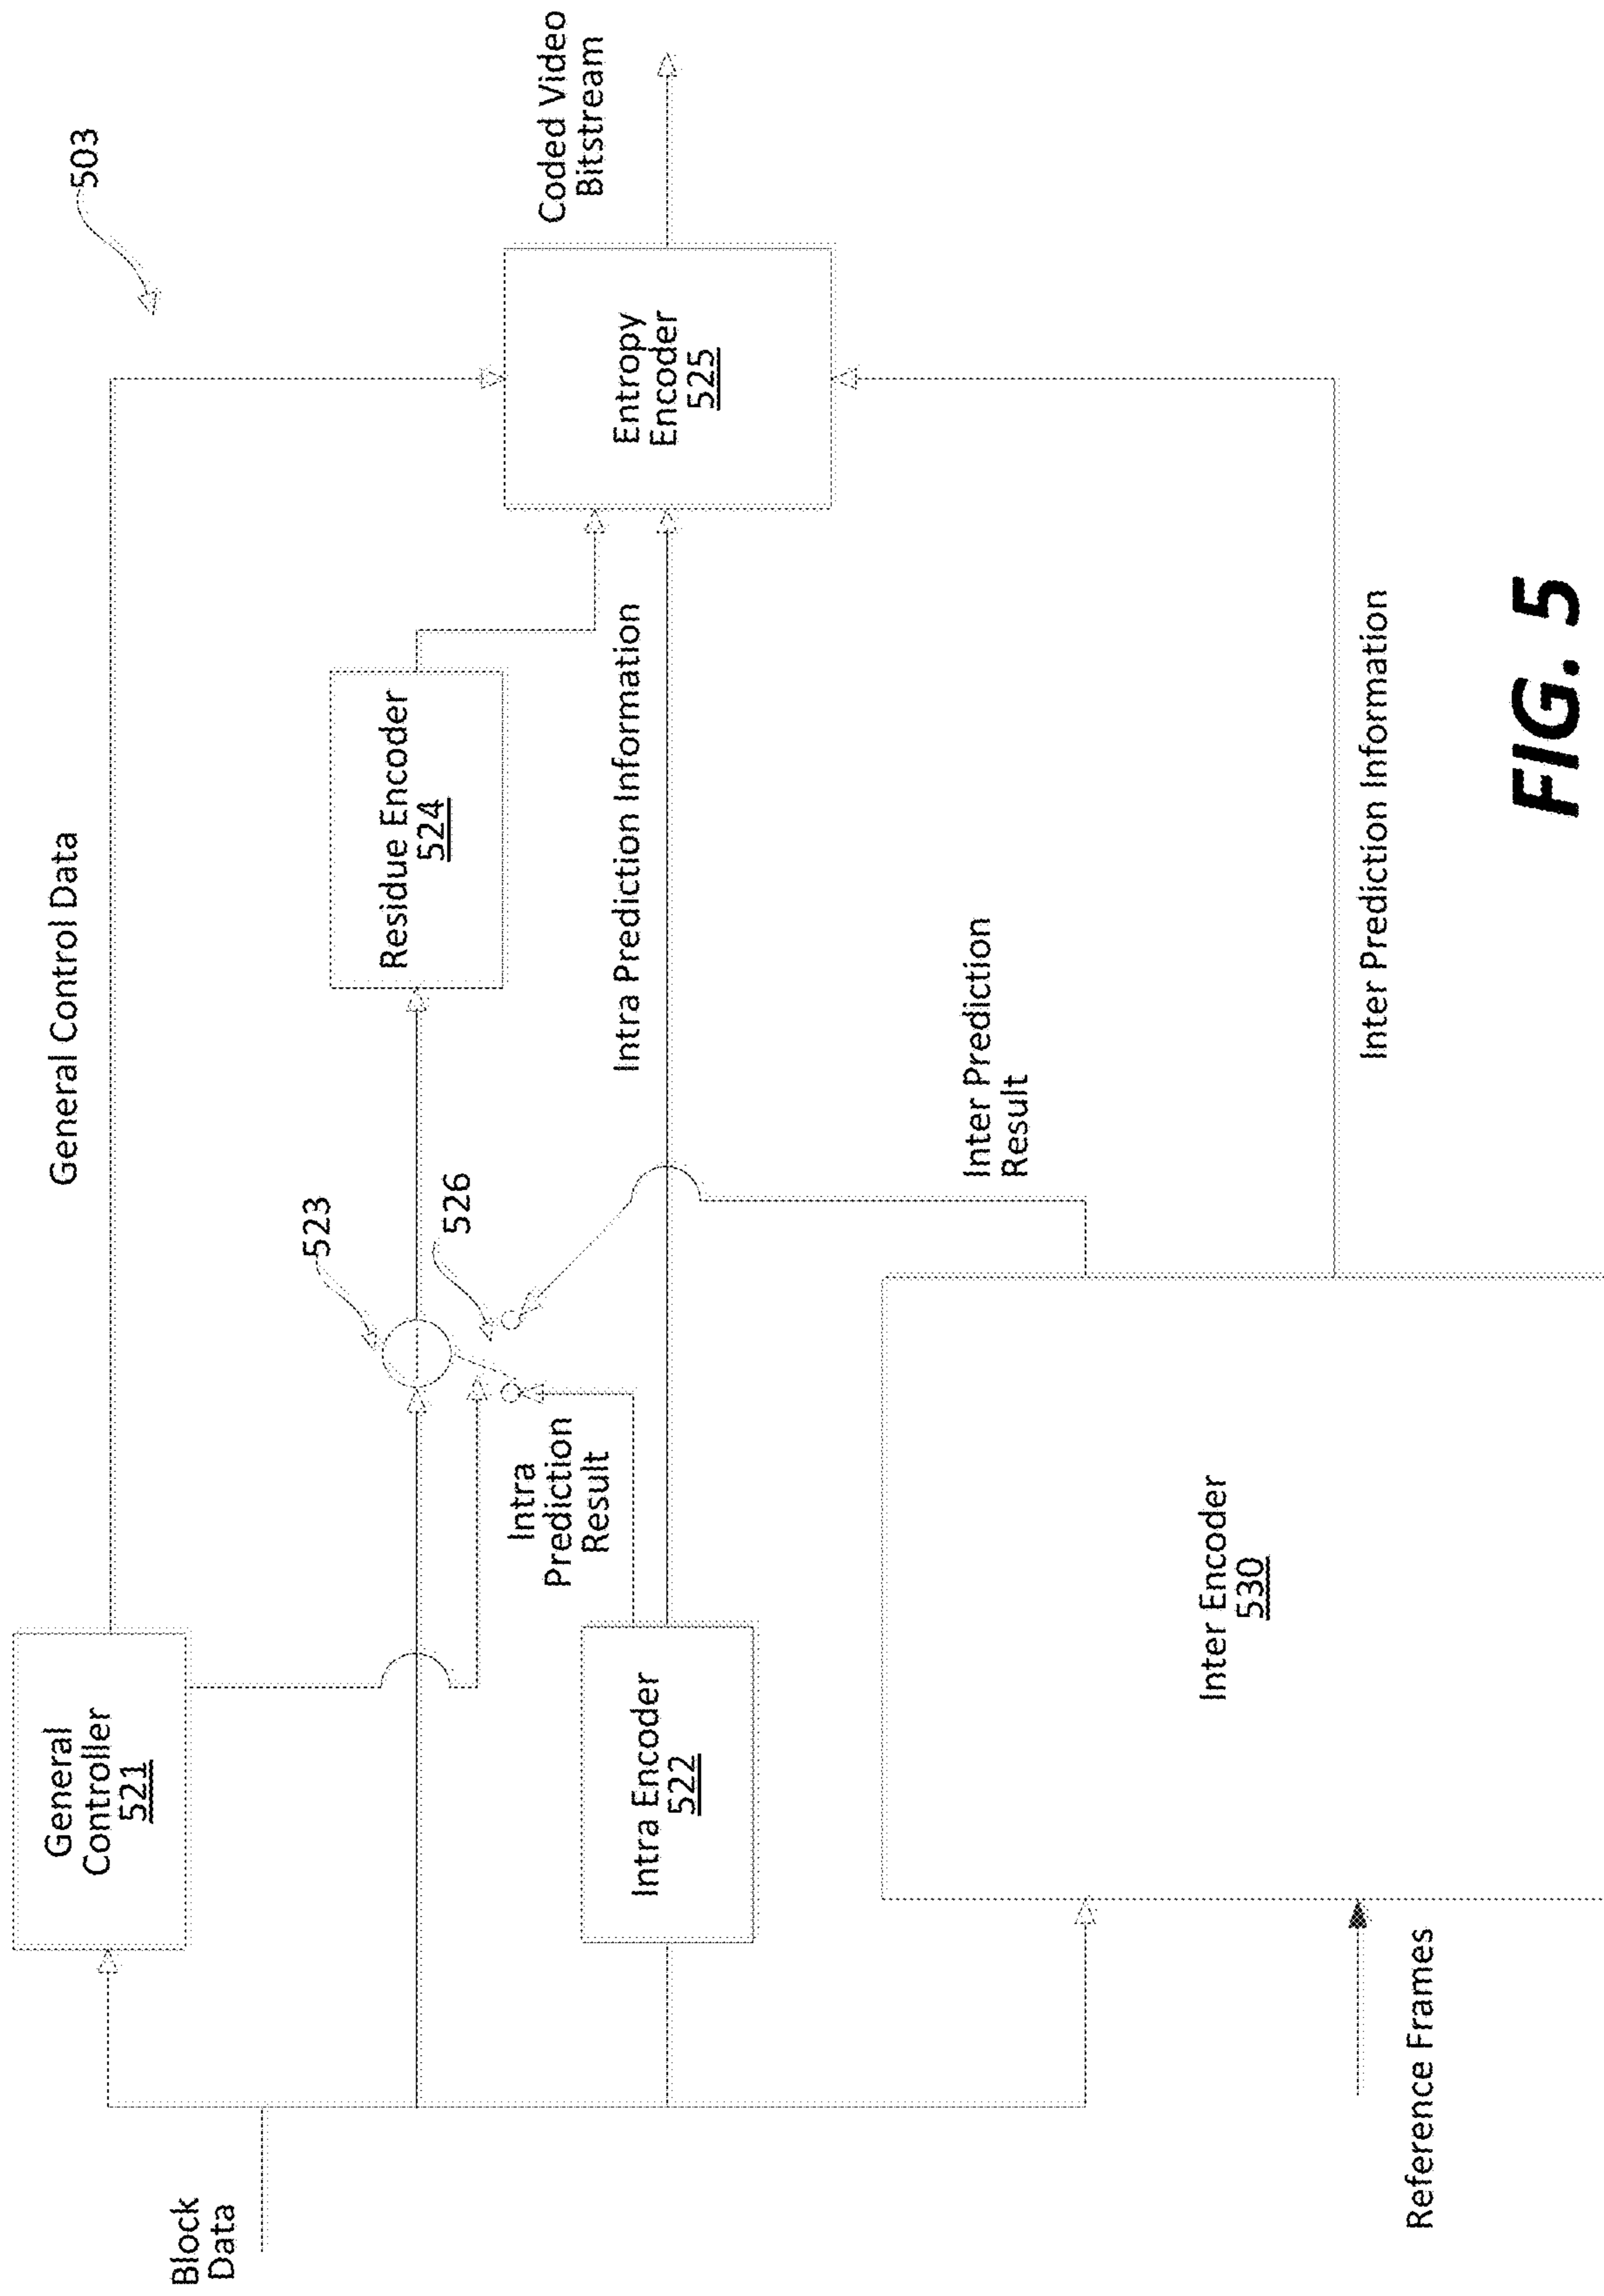 503
General Control Data
General
Controller
521
Block
Data
523
526
Residue Encoder
524
Coded Video
Bitstream
Entropy
Encoder
525
Intra
Prediction
Result
Intra Prediction Information
Intra Encoder
522
Inter Prediction
Result
Inter Encoder
530
Inter Prediction Information
Reference Frames
FIG. 5